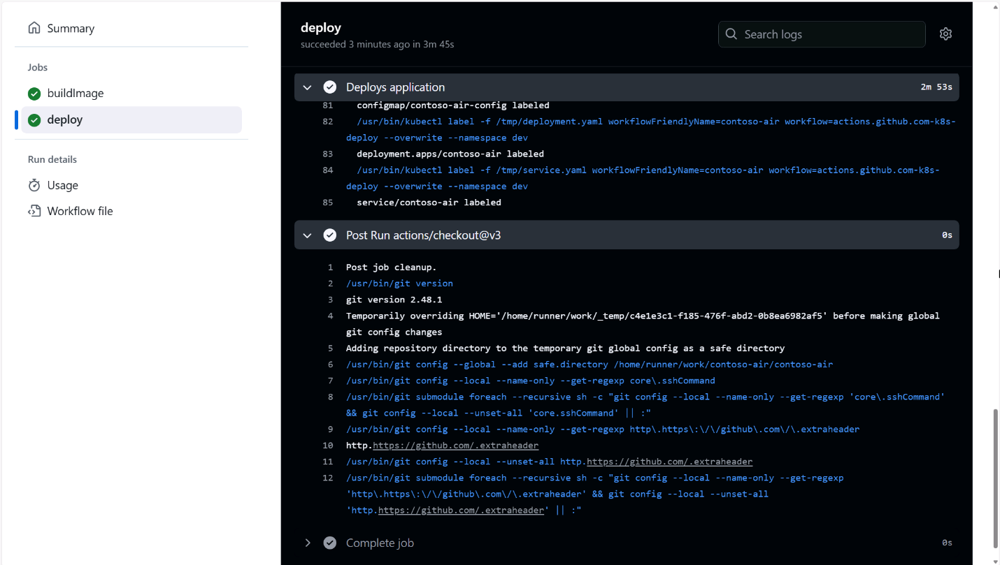 Summary
Jobs
buildImage
deploy
Run details
Usage
Workflow file
deploy
succeeded 3 minutes ago in 3m 45s
Search logs
Deploys application 2m 53s
81 configmap/contoso-air-config labeled
82 /usr/bin/kubectl label -f /tmp/deployment.yaml workflowFriendlyName=contoso-air workflow=actions.github.com-k8s-
deploy --overwrite --namespace dev
83 deployment.apps/contoso-air labeled
84 /usr/bin/kubectl label -f /tmp/service.yaml workflowFriendlyName=contoso-air workflow=actions.github.com-k8s-
deploy --overwrite --namespace dev
85 service/contoso-air labeled
Post Run actions/checkout@v3 0s
1 Post job cleanup.
2 /usr/bin/git version
3 git version 2.48.1
4 Temporarily overriding HOME='/home/runner/work/_temp/c4e1e3c1-f185-476f-abd2-0b8ea6982af5' before making global
git config changes
5 Adding repository directory to the temporary git global config as a safe directory
6 /usr/bin/git config --global --add safe.directory /home/runner/work/contoso-air/contoso-air
7 /usr/bin/git config --local --name-only --get-regexp core\.sshCommand
8 /usr/bin/git submodule foreach --recursive sh -c "git config --local --name-only --get-regexp 'core\.sshCommand'
&& git config --local --unset-all 'core.sshCommand' || :"
9 /usr/bin/git config --local --name-only --get-regexp http\.https\:\/\/github\.com\/\.extraheader
10 http.https://github.com/.extraheader
11 /usr/bin/git config --local --unset-all http.https://github.com/.extraheader
12 /usr/bin/git submodule foreach --recursive sh -c "git config --local --name-only --get-regexp
'http\.https\:\/\/github\.com\/\.extraheader' && git config --local --unset-all
'http.https://github.com/.extraheader' || :"
Complete job 0s